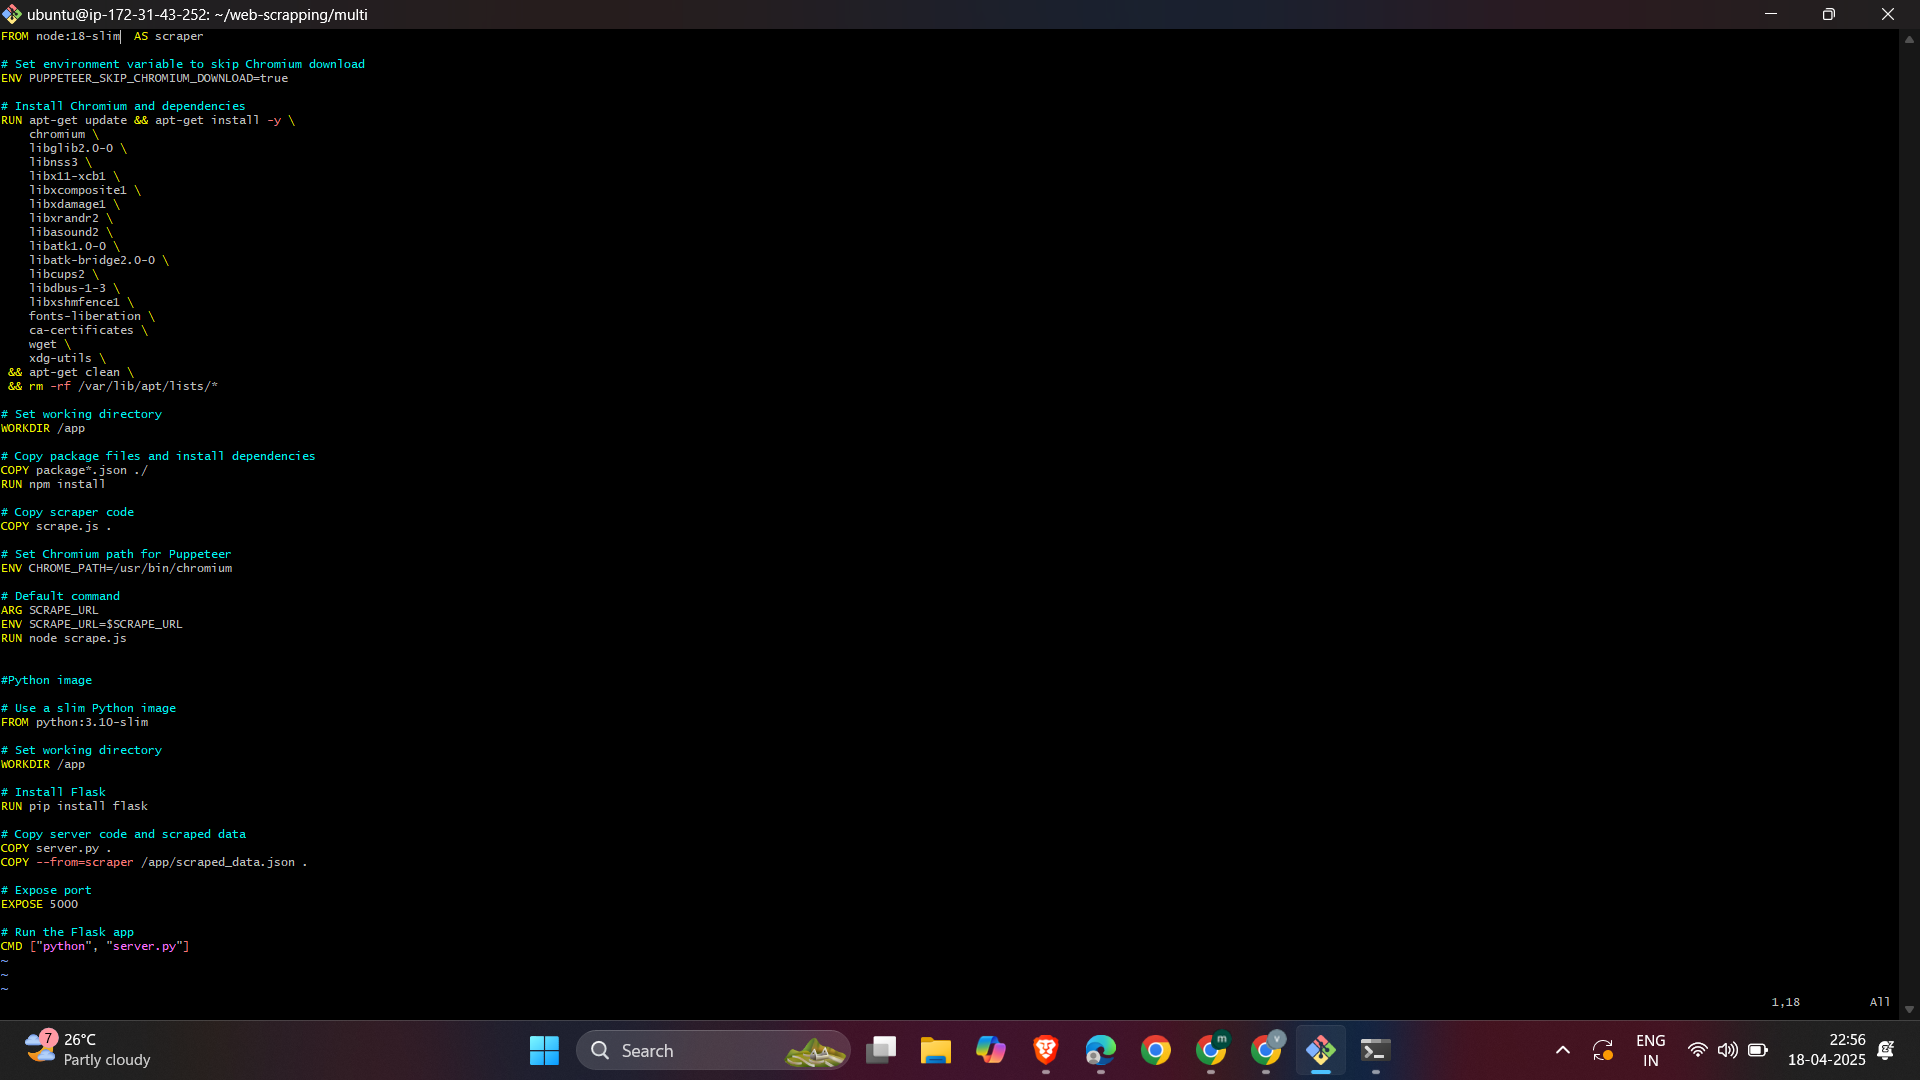 ubuntu@ip-172-31-43-252: ~/web-scrapping/multi
FROM node:18-slim  AS scraper

# Set environment variable to skip Chromium download
ENV PUPPETEER_SKIP_CHROMIUM_DOWNLOAD=true

# Install Chromium and dependencies
RUN apt-get update && apt-get install -y \
    chromium \
    libglib2.0-0 \
    libnss3 \
    libx11-xcb1 \
    libxcomposite1 \
    libxdamage1 \
    libxrandr2 \
    libasound2 \
    libatk1.0-0 \
    libatk-bridge2.0-0 \
    libcups2 \
    libdbus-1-3 \
    libxshmfence1 \
    fonts-liberation \
    ca-certificates \
    wget \
    xdg-utils \
 && apt-get clean \
 && rm -rf /var/lib/apt/lists/*

# Set working directory
WORKDIR /app

# Copy package files and install dependencies
COPY package*.json ./
RUN npm install

# Copy scraper code
COPY scrape.js .

# Set Chromium path for Puppeteer
ENV CHROME_PATH=/usr/bin/chromium

# Default command
ARG SCRAPE_URL
ENV SCRAPE_URL=$SCRAPE_URL
RUN node scrape.js


#Python image

# Use a slim Python image
FROM python:3.10-slim

# Set working directory
WORKDIR /app

# Install Flask
RUN pip install flask

# Copy server code and scraped data
COPY server.py .
COPY --from=scraper /app/scraped_data.json .

# Expose port
EXPOSE 5000

# Run the Flask app
CMD ["python", "server.py"]
~
~
~
1,18 All
7
26°C
Partly cloudy
Search
m
v
ENG
IN
22:56
18-04-2025